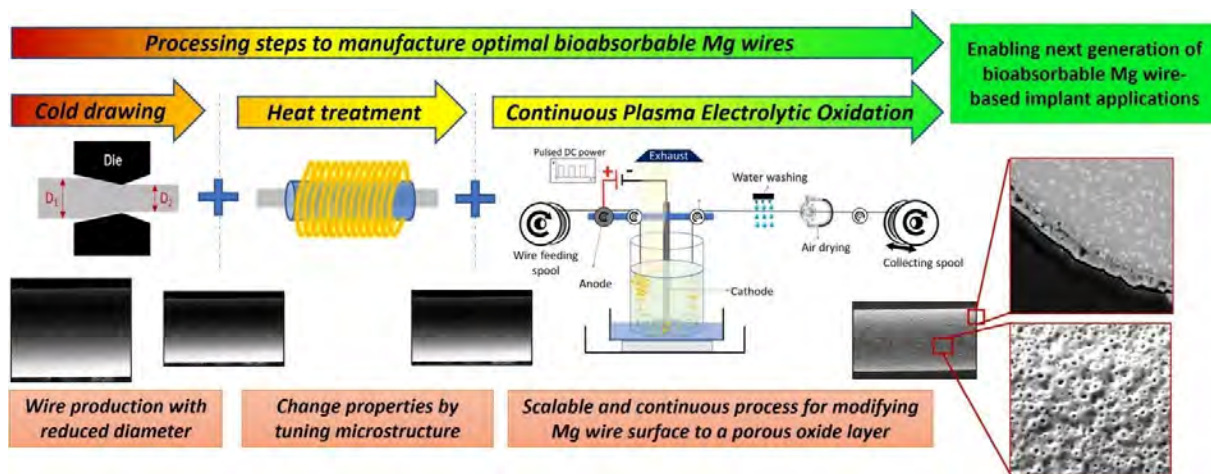 Processing steps to manufacture optimal bioabsorbable Mg wires
Enabling next generation of
bioabsorbable Mg wire-
based implant applications
Cold drawing
Heat treatment
Continuous Plasma Electrolytic Oxidation
Die
D1
D2
Pulsed DC power
+
-
Exhaust
Water washing
Wire feeding
spool
Anode
Cathode
Air drying
Collecting spool
Wire production with
reduced diameter
Change properties by
tuning microstructure
Scalable and continuous process for modifying
Mg wire surface to a porous oxide layer